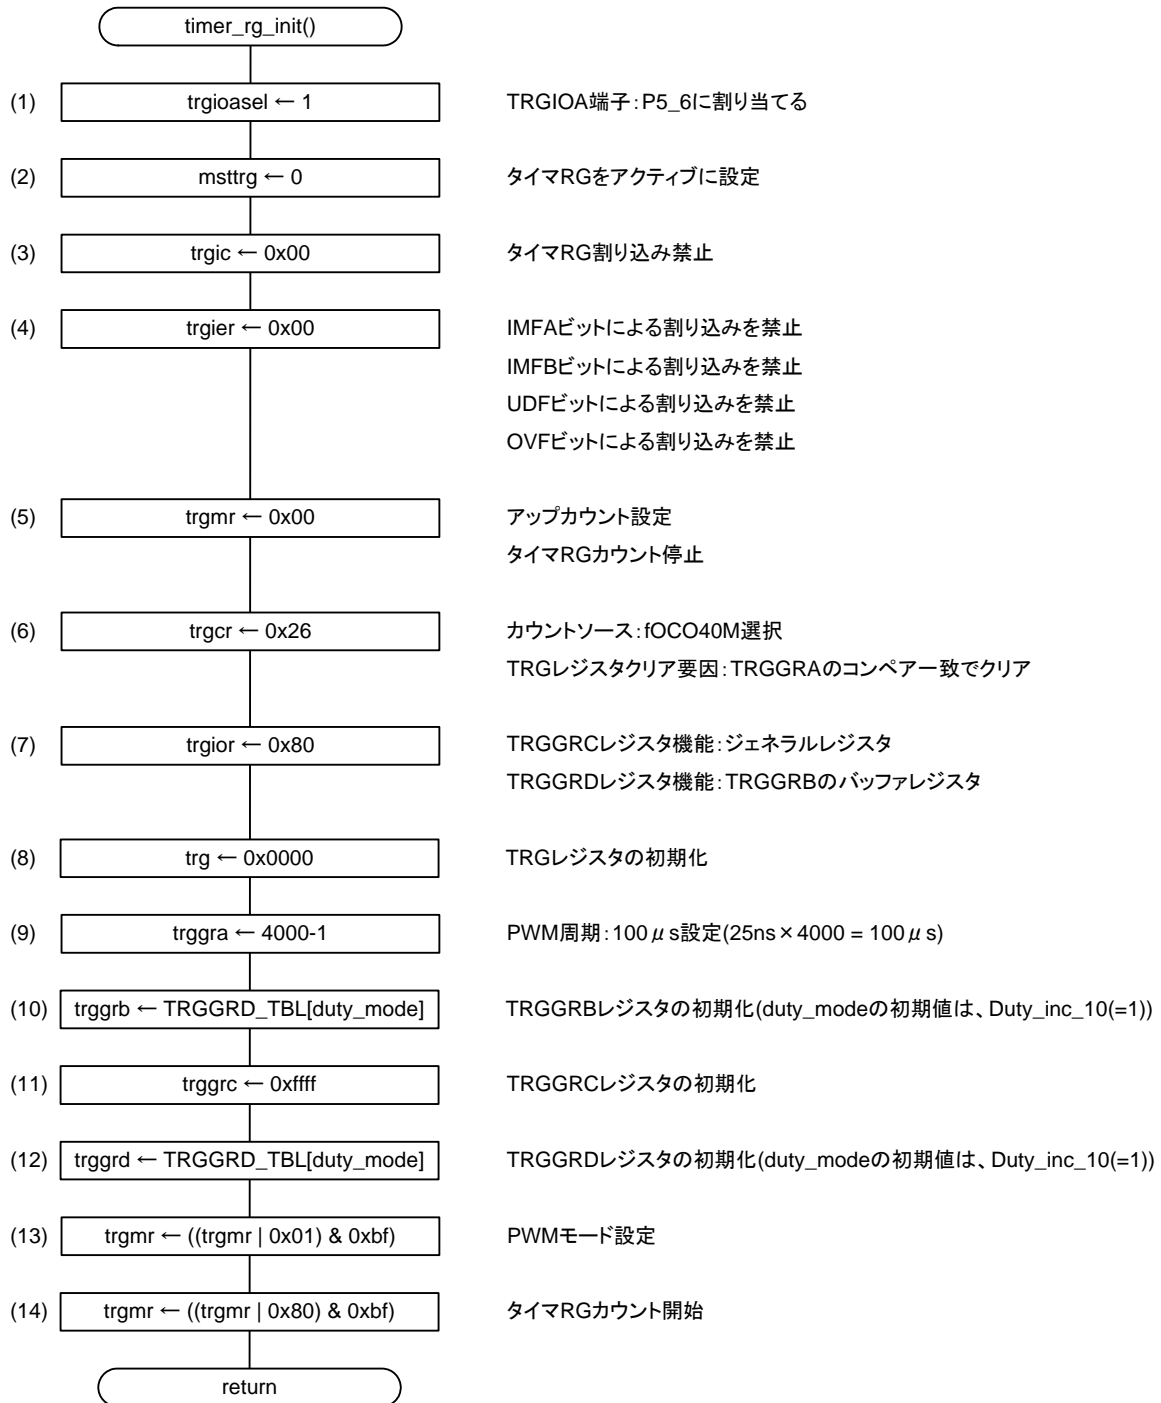 timer_rg_init()
(1) trgioasel ← 1 TRGIOA端子：P5_6に割り当てる
(2) msttrg ← 0 タイマRGをアクティブに設定
(3) trgic ← 0x00 タイマRG割り込み禁止
(4) trgier ← 0x00 IMFAビットによる割り込みを禁止
IMFBビットによる割り込みを禁止
UDFビットによる割り込みを禁止
OVFビットによる割り込みを禁止
(5) trgmr ← 0x00 アップカウント設定
タイマRGカウント停止
(6) trgcr ← 0x26 カウントソース：fOCO40M選択
TRGレジスタクリア要因：TRGGRAのコンペアー致でクリア
(7) trgior ← 0x80 TRGGRCレジスタ機能：ジェネラルレジスタ
TRGGRDレジスタ機能：TRGGRBのバッファレジスタ
(8) trg ← 0x0000 TRGレジスタの初期化
(9) trggra ← 4000-1 PWM周期：100μs設定(25ns×4000 = 100μs)
(10) trggrb ← TRGGRD_TBL[duty_mode] TRGGRBレジスタの初期化(duty_modeの初期値は、Duty_inc_10(=1))
(11) trggrc ← 0xffff TRGGRCレジスタの初期化
(12) trggrd ← TRGGRD_TBL[duty_mode] TRGGRDレジスタの初期化(duty_modeの初期値は、Duty_inc_10(=1))
(13) trgmr ← ((trgmr | 0x01) & 0xbf) PWMモード設定
(14) trgmr ← ((trgmr | 0x80) & 0xbf) タイマRGカウント開始
return